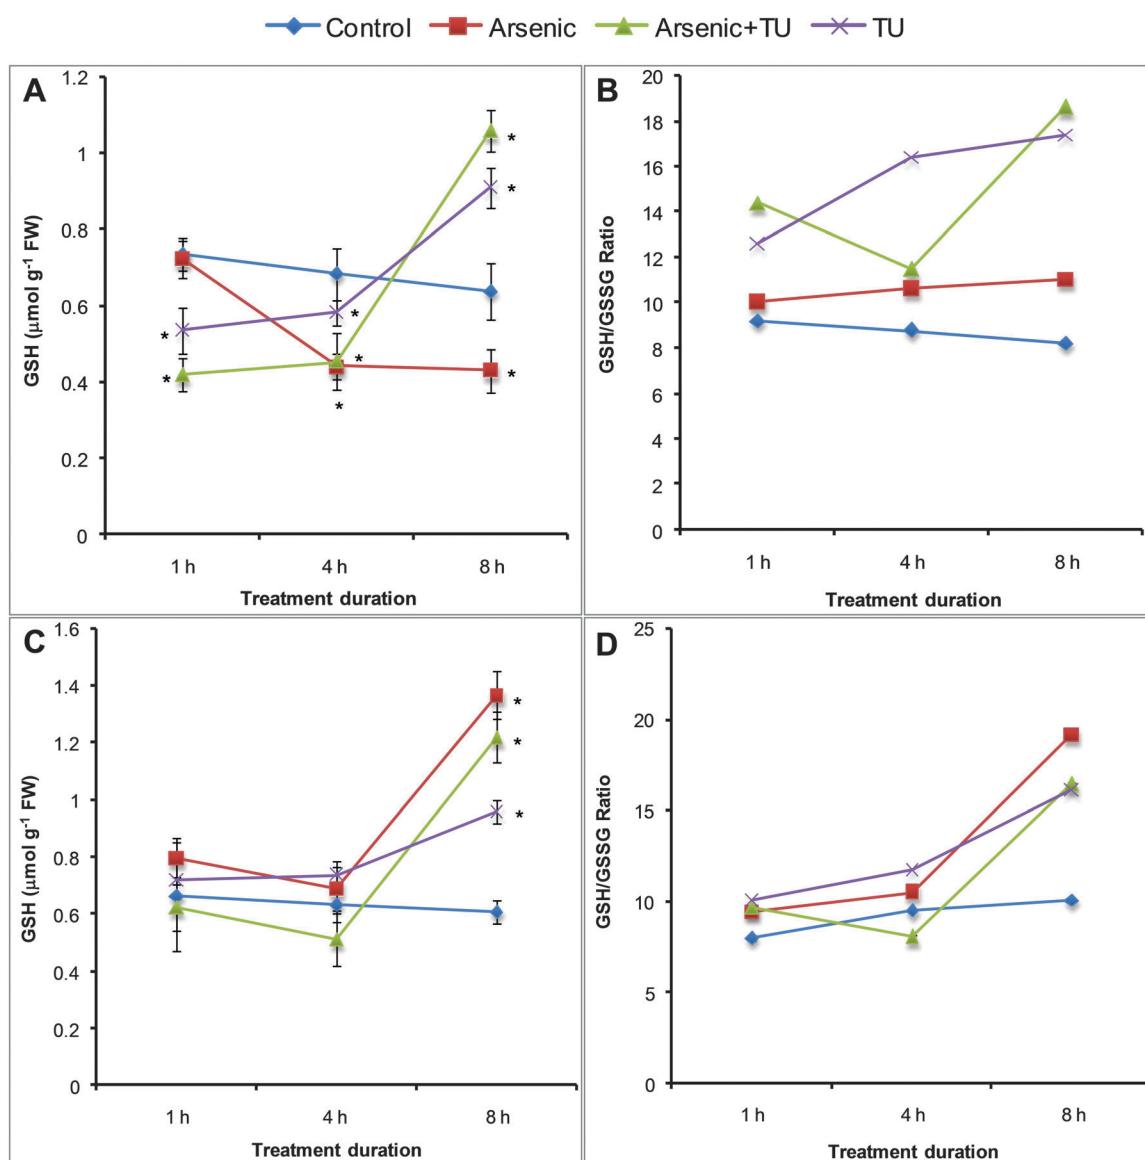 Control Arsenic Arsenic+TU TU
A
1.2
1
0.8
0.6
0.4
0.2
0
GSH (µmol g-1 FW)
* * * * * * * *
1 h 4 h 8 h
Treatment duration
B
20
18
16
14
12
10
8
6
4
2
0
GSH/GSSG Ratio
1 h 4 h 8 h
Treatment duration
C
1.6
1.4
1.2
1
0.8
0.6
0.4
0.2
0
GSH (µmol g-1 FW)
* * *
1 h 4 h 8 h
Treatment duration
D
25
20
15
10
5
0
GSH/GSSG Ratio
1 h 4 h 8 h
Treatment duration